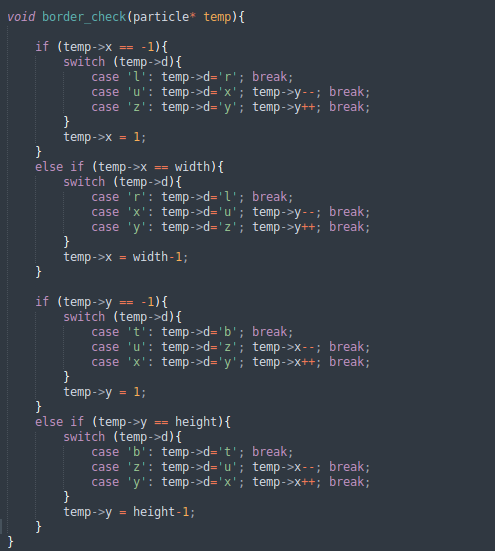 void border_check(particle* temp){

    if (temp->x == -1){
        switch (temp->d){
            case 'l': temp->d='r'; break;
            case 'u': temp->d='x'; temp->y--; break;
            case 'z': temp->d='y'; temp->y++; break;
        }
        temp->x = 1;
    }
    else if (temp->x == width){
        switch (temp->d){
            case 'r': temp->d='l'; break;
            case 'x': temp->d='u'; temp->y--; break;
            case 'y': temp->d='z'; temp->y++; break;
        }
        temp->x = width-1;
    }

    if (temp->y == -1){
        switch (temp->d){
            case 't': temp->d='b'; break;
            case 'u': temp->d='z'; temp->x--; break;
            case 'x': temp->d='y'; temp->x++; break;
        }
        temp->y = 1;
    }
    else if (temp->y == height){
        switch (temp->d){
            case 'b': temp->d='t'; break;
            case 'z': temp->d='u'; temp->x--; break;
            case 'y': temp->d='x'; temp->x++; break;
        }
        temp->y = height-1;
    }
}